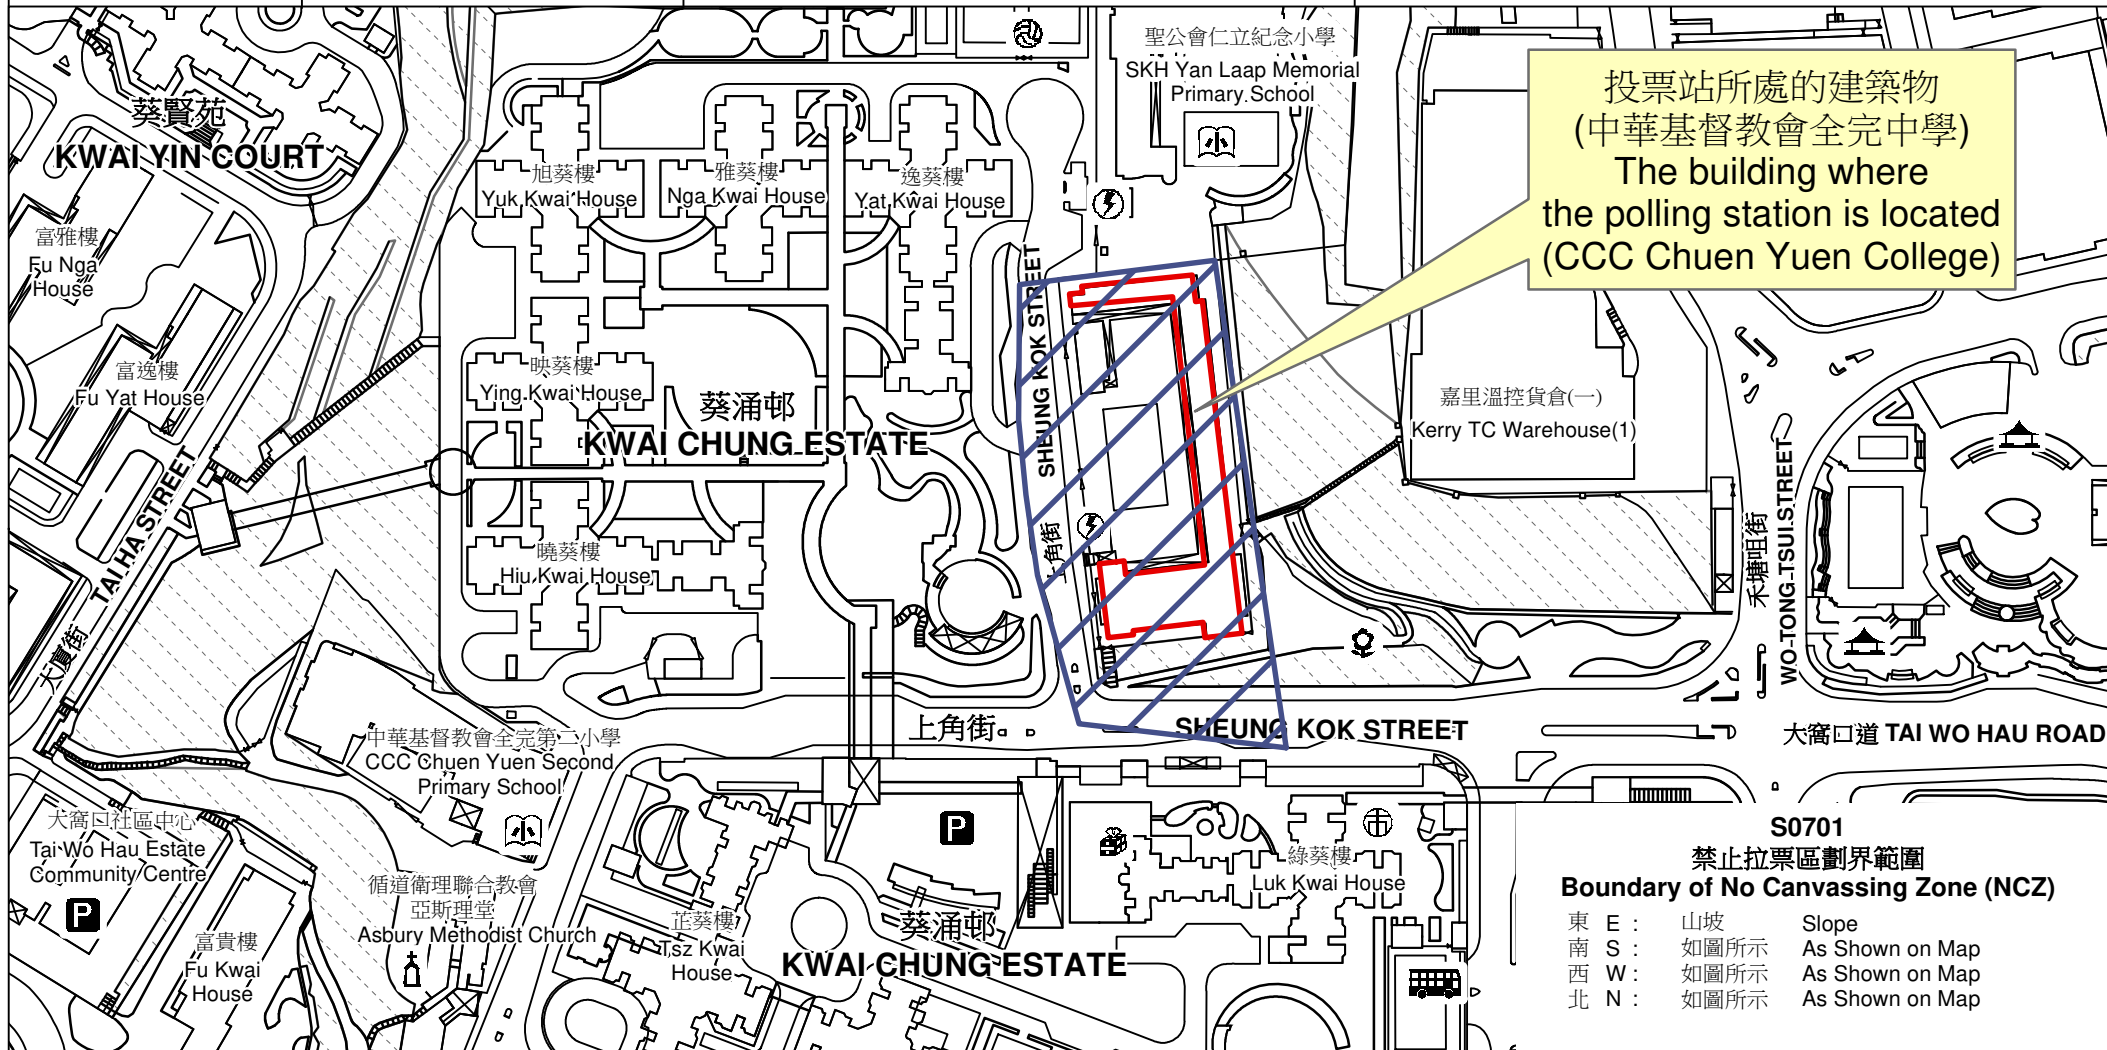 聖公會仁立紀念小學
SKH Yan Laap Memorial
Primary School
投票站所處的建築物
(中華基督教會全完中學)
The building where
the polling station is located
(CCC Chuen Yuen College)
葵賢苑
KWAI YIN COURT
旭葵樓
Yuk Kwai House
雅葵樓
Nga Kwai House
逸葵樓
Yat Kwai House
富雅樓
Fu Nga
House
富逸樓
Fu Yat House
映葵樓
Ying Kwai House
葵涌邨
KWAI CHUNG ESTATE
SHEUNG KOK STREET
上角街
嘉里溫控貨倉(一)
Kerry TC Warehouse(1)
TAI HA STREET
大廈街
曉葵樓
Hiu Kwai House
禾塘咀街
WO TONG TSUI STREET
上角街
SHEUNG KOK STREET
大窩口道 TAI WO HAU ROAD
中華基督教會全完第二小學
CCC Chuen Yuen Second
Primary School
大窩口社區中心
Tai Wo Hau Estate
Community Centre
P
循道衛理聯合教會
亞斯理堂
Asbury Methodist Church
富貴樓
Fu Kwai
House
芷葵樓
Tsz Kwai
House
P
葵涌邨
KWAI CHUNG ESTATE
綠葵樓
Luk Kwai House
S0701
禁止拉票區劃界範圍
Boundary of No Canvassing Zone (NCZ)
東 E : 山坡 Slope
南 S : 如圖所示 As Shown on Map
西 W : 如圖所示 As Shown on Map
北 N : 如圖所示 As Shown on Map